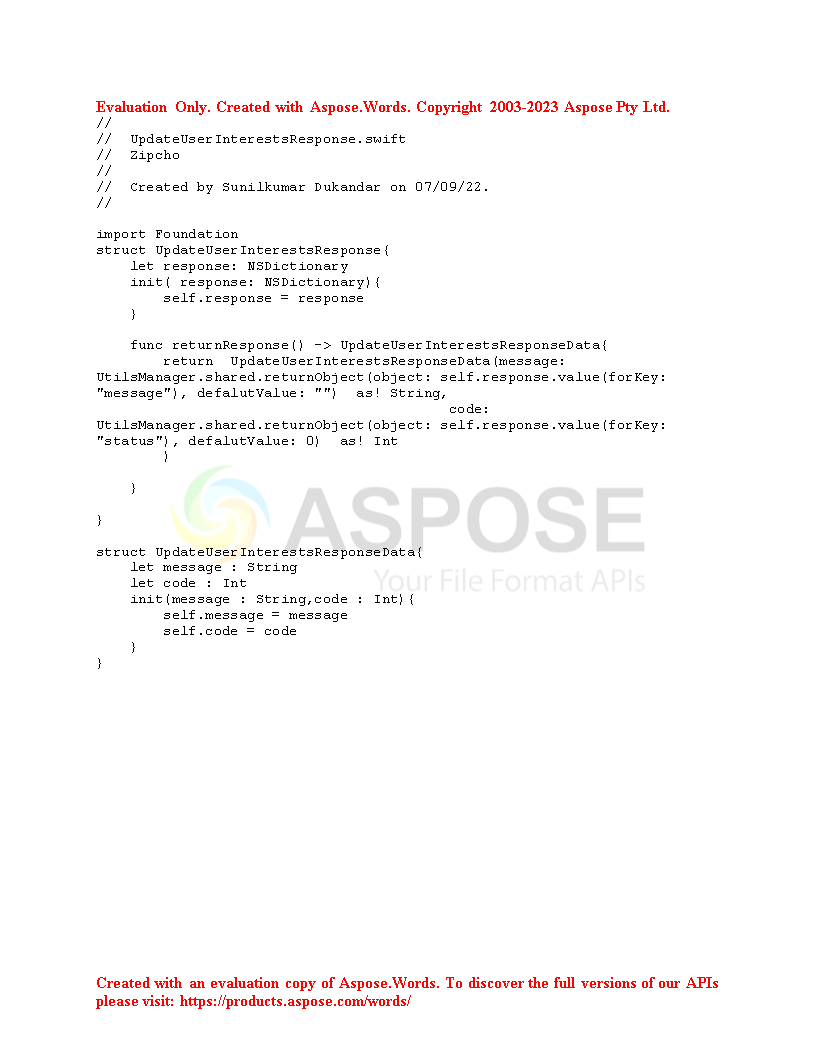 Evaluation Only. Created with Aspose.Words. Copyright 2003-2023 Aspose Pty Ltd.
//
//  UpdateUserInterestsResponse.swift
//  Zipcho
//
//  Created by Sunilkumar Dukandar on 07/09/22.
//
import Foundation
struct UpdateUserInterestsResponse{
    let response: NSDictionary
    init( response: NSDictionary){
        self.response = response
    }
    func returnResponse() -> UpdateUserInterestsResponseData{
        return  UpdateUserInterestsResponseData(message:
UtilsManager.shared.returnObject(object: self.response.value(forKey:
"message"), defalutValue: "")  as! String,
                                          code:
UtilsManager.shared.returnObject(object: self.response.value(forKey:
"status"), defalutValue: 0)  as! Int
        )
    }
}
ASPOSE
Your File Format APIs
struct UpdateUserInterestsResponseData{
    let message : String
    let code : Int
    init(message : String,code : Int){
        self.message = message
        self.code = code
    }
}
Created with an evaluation copy of Aspose.Words. To discover the full versions of our APIs
please visit: https://products.aspose.com/words/